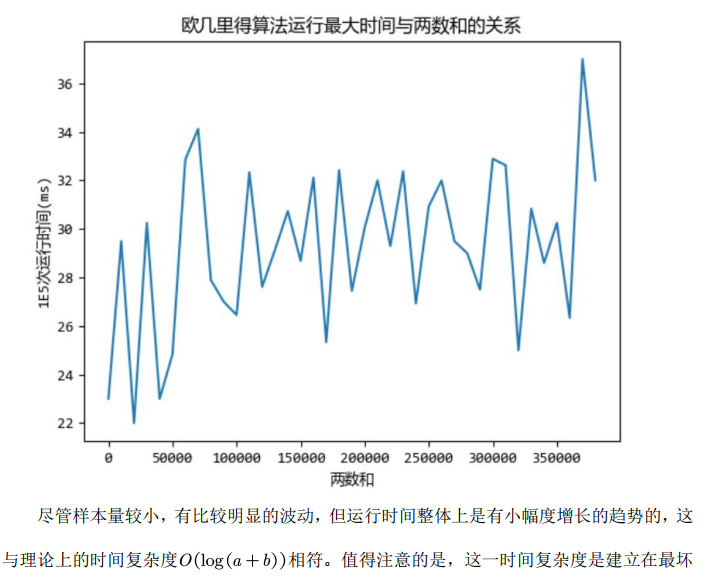 欧几里得算法运行最大时间与两数和的关系
36
34
32
30
28
26
24
22
1E5次运行时间(ms)
0 50000 100000 150000 200000 250000 300000 350000
两数和
尽管样本量较小，有比较明显的波动，但运行时间整体上是有小幅度增长的趋势的，这
与理论上的时间复杂度O(log(a + b))相符。值得注意的是，这一时间复杂度是建立在最坏